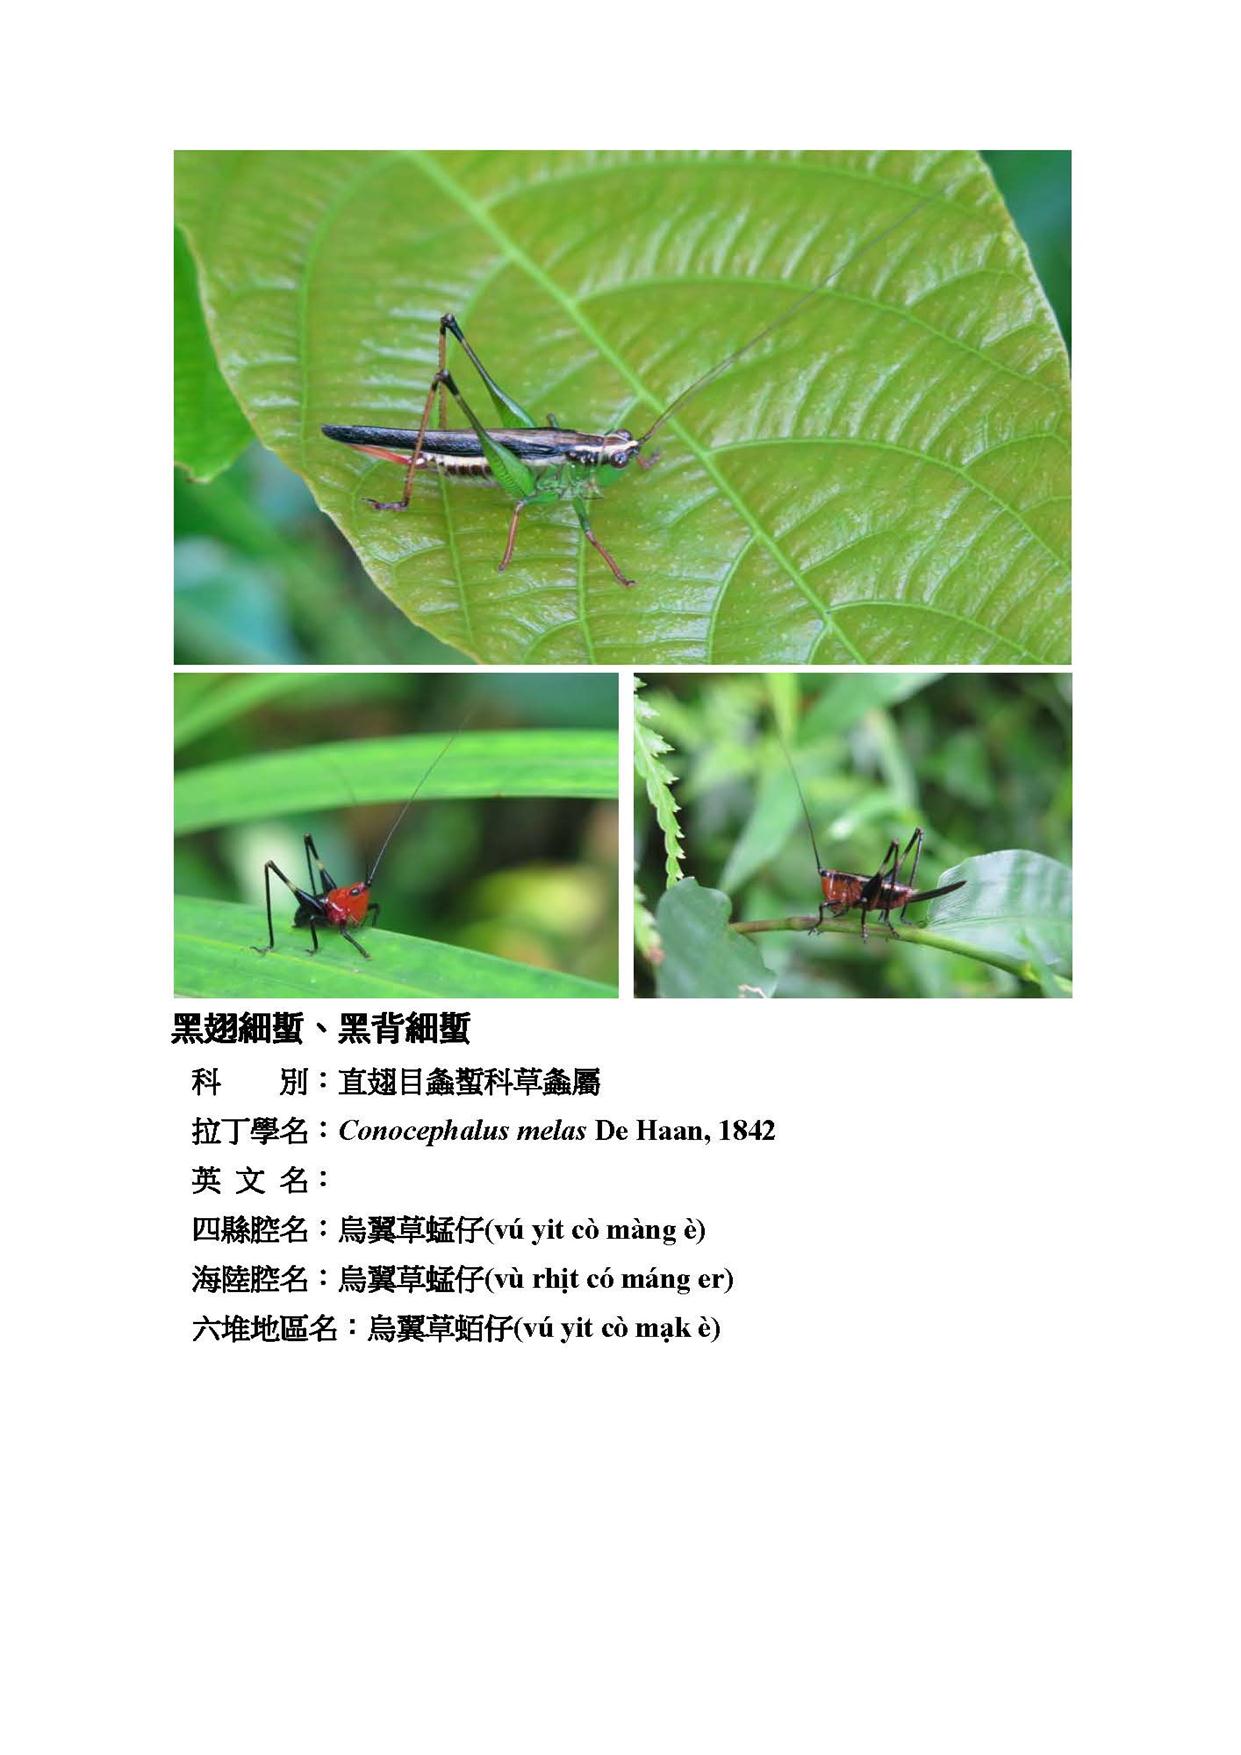 黑翅細蟴、黑背細蟴
科　　別：直翅目螽蟴科草螽屬
拉丁學名：Conocephalus melas De Haan, 1842
英 文 名：
四縣腔名：烏翼草蜢仔(vú yit cò màng è)
海陸腔名：烏翼草蜢仔(vù rhịt có máng er)
六堆地區名：烏翼草蛨仔(vú yit cò mạk è)